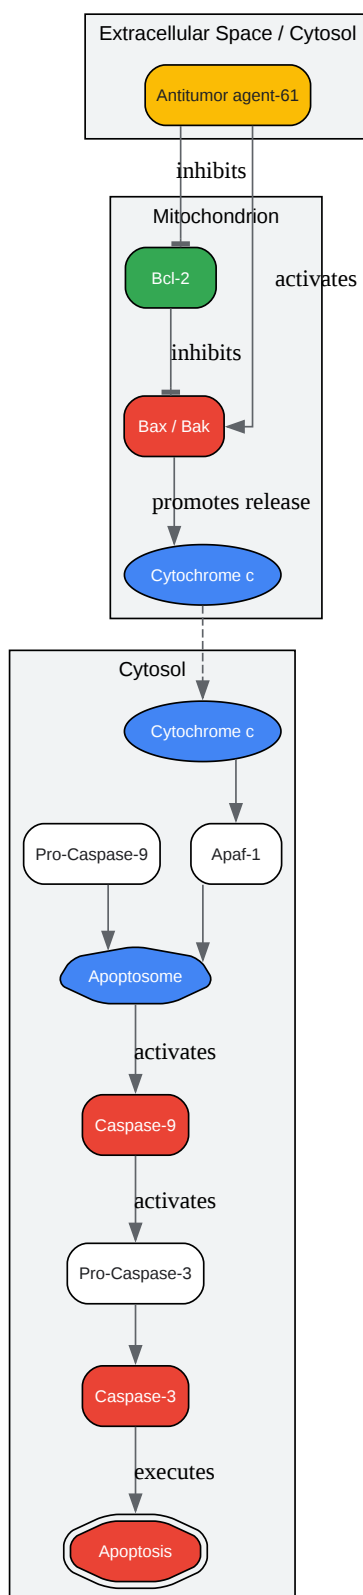 Extracellular Space / Cytosol
Antitumor agent-61
inhibits
Mitochondrion
Bcl-2
activates
inhibits
Bax / Bak
promotes release
Cytochrome c
Cytosol
Cytochrome c
Pro-Caspase-9
Apaf-1
Apoptosome
activates
Caspase-9
activates
Pro-Caspase-3
Caspase-3
executes
Apoptosis